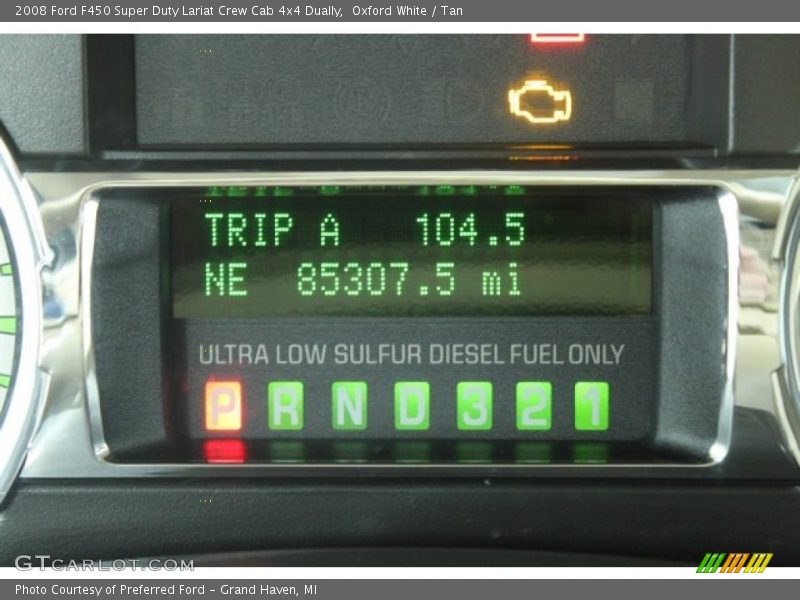 2008 Ford F450 Super Duty Lariat Crew Cab 4x4 Dually, Oxford White / Tan
TRIP A 104.5
NE 85307.5 mi
ULTRA LOW SULFUR DIESEL FUEL ONLY
P R N D 3 2 1
GTCARLOT.COM
Photo Courtesy of Preferred Ford – Grand Haven, MI